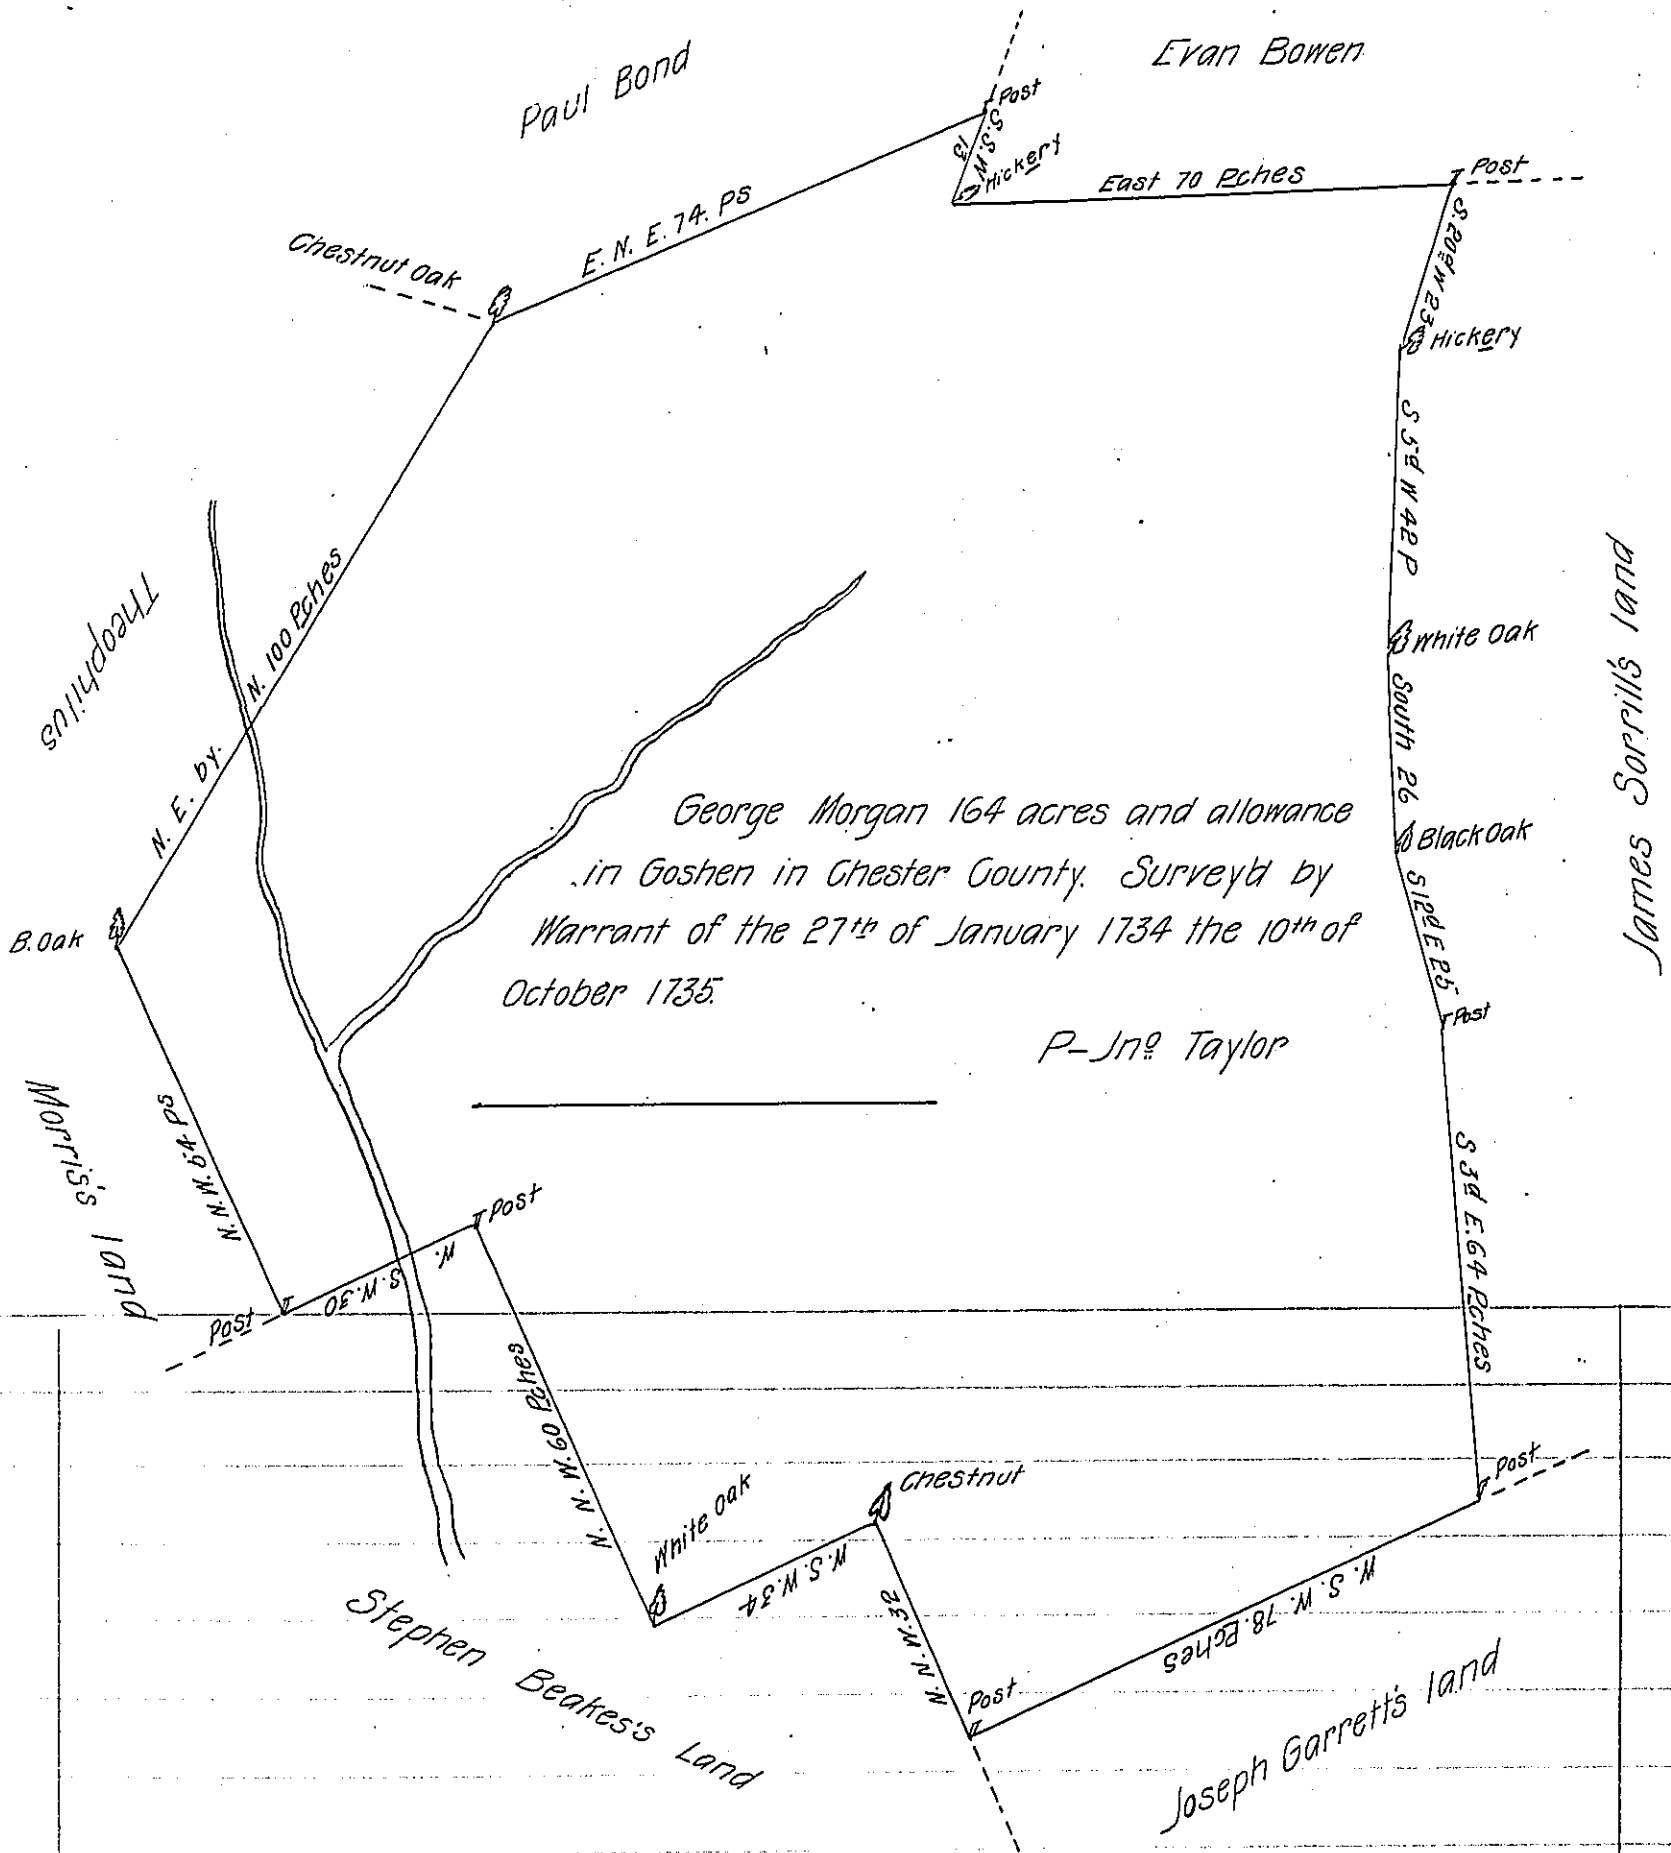 Paul Bond
Evan Bowen
Post
S.S.W
13
Hickery
East 70 Pches
Post
E. N. E. 74. Ps
Chestnut Oak
S. 20d W 23
Hickery
S 5d W 42 P
White Oak
South 26
Black Oak
S 12d E 25
Post
S 3d E. 64 Pches
Post
James Sorrill's land
N. E. by. N. 100 Pches
Theophilus
Morris's land
B. Oak
George Morgan 164 acres and allowance
in Goshen in Chester County. Survey'd by
Warrant of the 27th of January 1734 the 10th of
October 1735.
P- Jno Taylor
N. N. W. 54 Ps
Post
W. S. W. 30
Post
N. N. W. 60 Pches
White Oak
W. S. W. 34
Chestnut
N. N. W. 32
Post
W. S. W. 78. Pches
Stephen Beakes's Land
Joseph Garrett's land